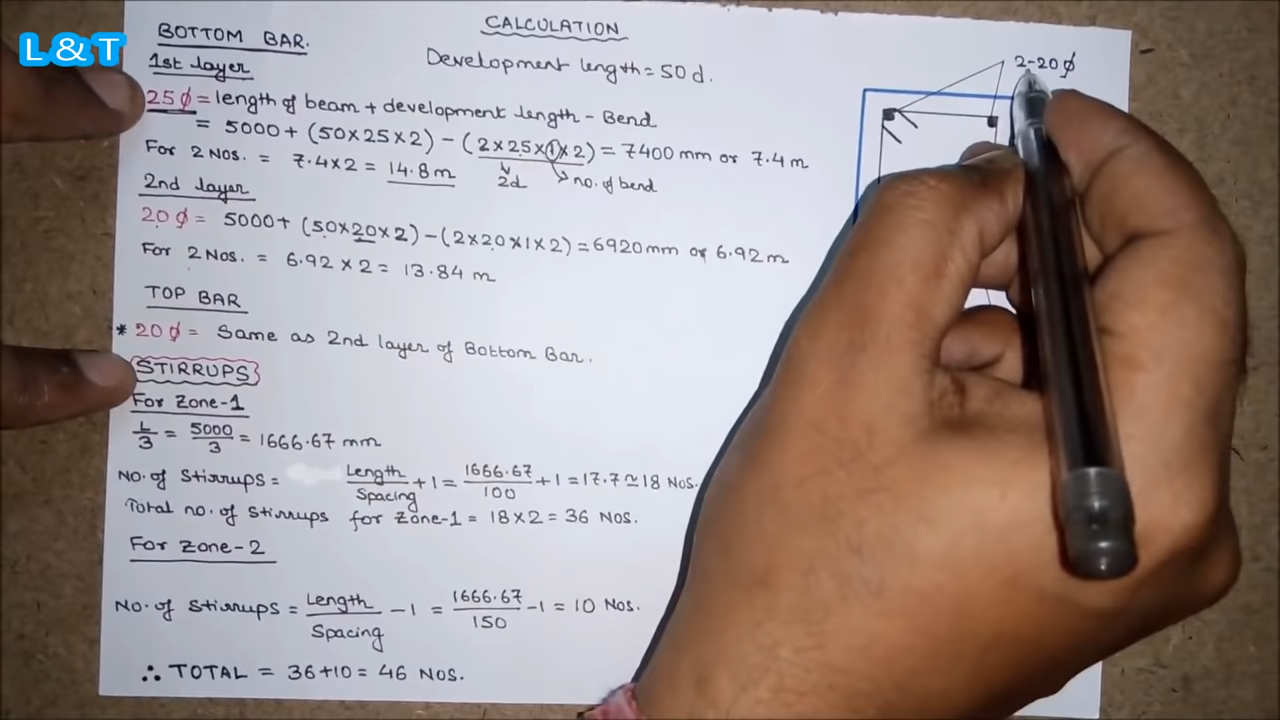 L & T
CALCULATION
BOTTOM BAR.
Development length = 50 d.
1st layer
2-20 ϕ
25 ϕ = length of beam + development length - Bend
= 5000 + (50×25×2) - (2×25×1×2) = 7400 mm or 7.4 m
For 2 Nos. = 7.4×2 = 14.8 m
2d
no. of bend
2nd layer
20 ϕ = 5000+ (50×20×2) - (2×20×1×2) = 6920 mm or 6.92 m
For 2 Nos. = 6.92 × 2 = 13.84 m
TOP BAR
* 20 ϕ = Same as 2nd layer of Bottom Bar.
STIRRUPS
For Zone-1
L/3 = 5000/3 = 1666.67 mm
No. of Stirrups = Length/Spacing + 1 = 1666.67/100 + 1 = 17.7 ≃ 18 Nos.
Total no. of Stirrups for Zone-1 = 18×2 = 36 Nos.
For Zone-2
No. of Stirrups = Length/Spacing - 1 = 1666.67/150 - 1 = 10 Nos.
∴ TOTAL = 36+10 = 46 Nos.